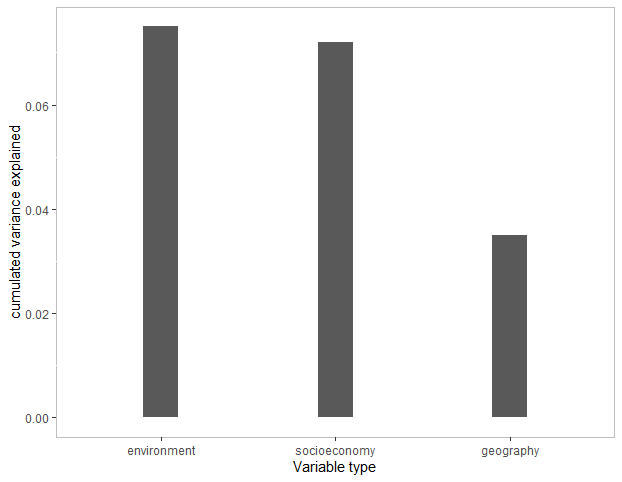 cumulated variance explained
0.06
0.04
0.02
0.00
environment socioeconomy geography
Variable type